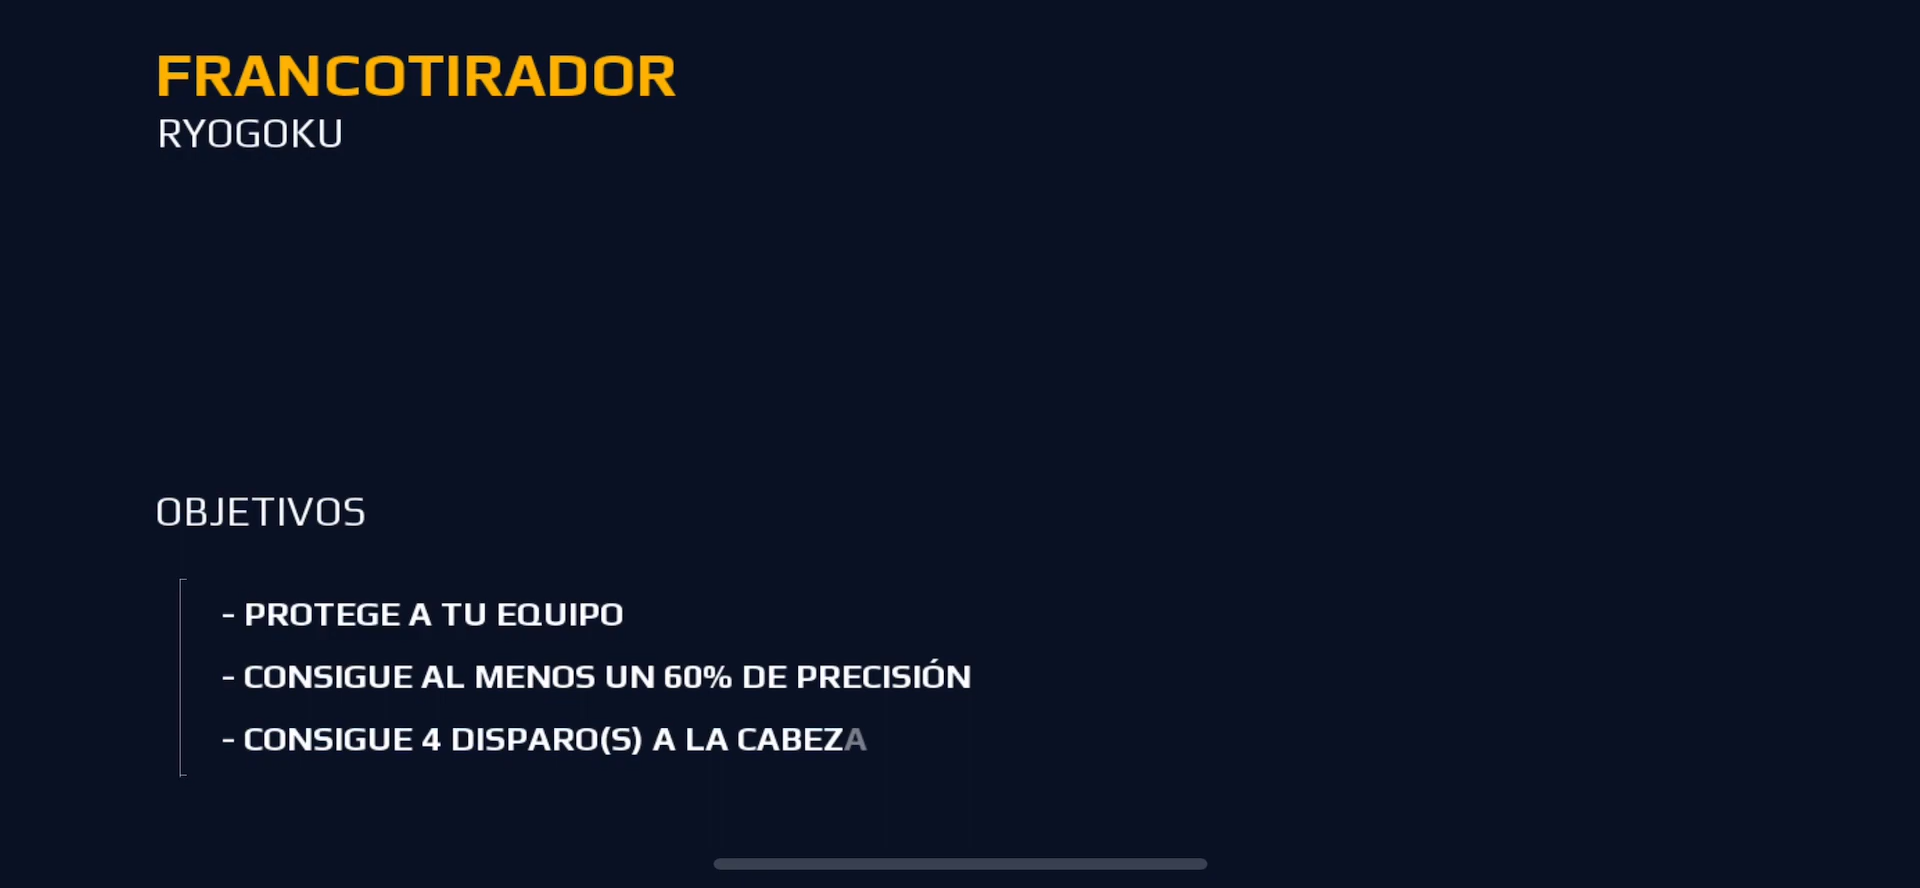 FRANCOTIRADOR
RYOGOKU
OBJETIVOS
- PROTEGE A TU EQUIPO
- CONSIGUE AL MENOS UN 60% DE PRECISIÓN
- CONSIGUE 4 DISPARO(S) A LA CABEZA